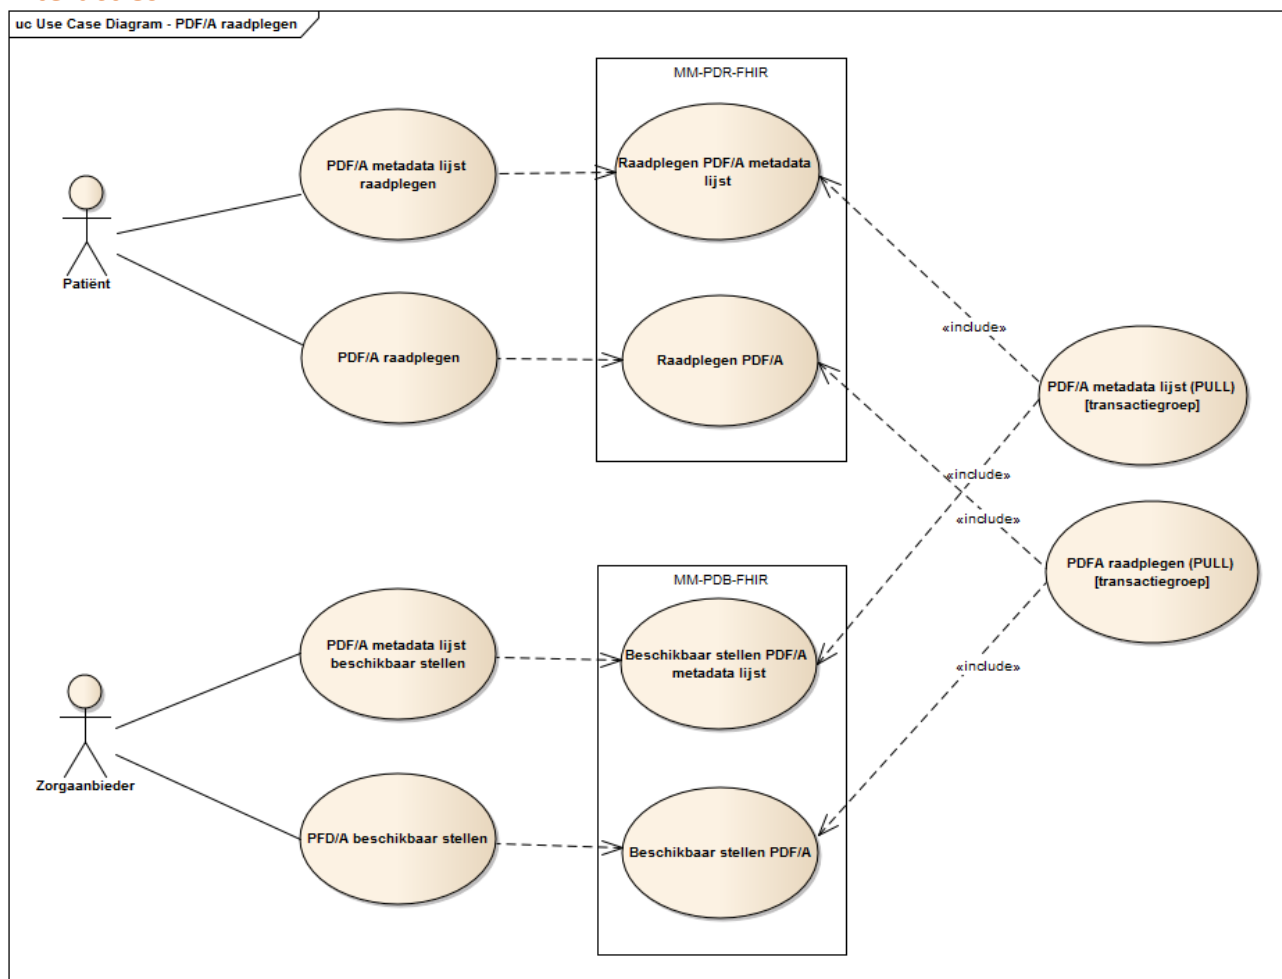 uc Use Case Diagram - PDF/A raadplegen
MM-PDR-FHIR
PDF/A metadata lijst
raadplegen
Raadplegen PDF/A metadata
lijst
Patiënt
PDF/A raadplegen
Raadplegen PDF/A
«include»
PDF/A metadata lijst (PULL)
[transactiegroep]
«include»
«include»
PDFA raadplegen (PULL)
[transactiegroep]
MM-PDB-FHIR
PDF/A metadata lijst
beschikbaar stellen
Beschikbaar stellen PDF/A
metadata lijst
«include»
Zorgaanbieder
PFD/A beschikbaar stellen
Beschikbaar stellen PDF/A